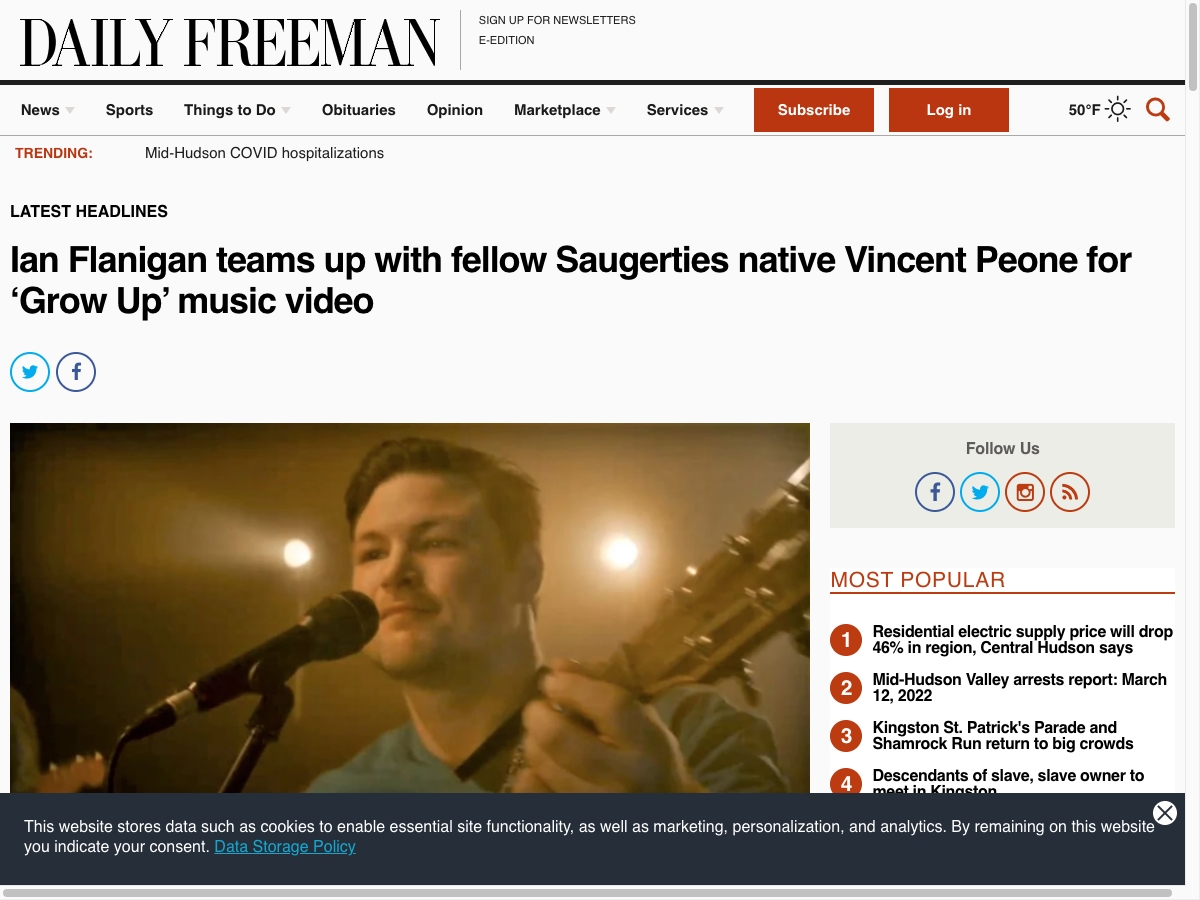 DAILY FREEMAN
SIGN UP FOR NEWSLETTERS
E-EDITION
News
Sports
Things to Do
Obituaries
Opinion
Marketplace
Services
Subscribe
Log in
50°F
TRENDING:
Mid-Hudson COVID hospitalizations
LATEST HEADLINES
Ian Flanigan teams up with fellow Saugerties native Vincent Peone for
‘Grow Up’ music video
Follow Us
MOST POPULAR
1
Residential electric supply price will drop
46% in region, Central Hudson says
2
Mid-Hudson Valley arrests report: March
12, 2022
3
Kingston St. Patrick's Parade and
Shamrock Run return to big crowds
4
Descendants of slave, slave owner to
meet in Kingston
This website stores data such as cookies to enable essential site functionality, as well as marketing, personalization, and analytics. By remaining on this website
you indicate your consent. Data Storage Policy